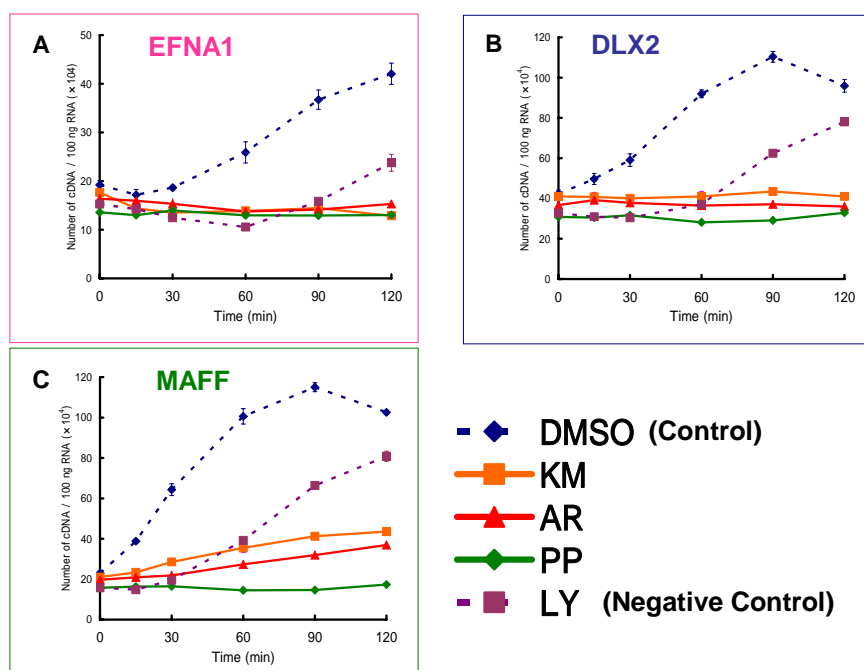 A
EFNA1
Number of cDNA / 100 ng RNA (×104)
50
40
30
20
10
0
0
30
60
90
120
Time (min)
B
DLX2
Number of cDNA / 100 ng RNA (×10⁴)
120
100
80
60
40
20
0
0
30
60
90
120
Time (min)
C
MAFF
Number of cDNA / 100 ng RNA (×10⁴)
120
100
80
60
40
20
0
0
30
60
90
120
Time (min)
DMSO (Control)
KM
AR
PP
LY (Negative Control)